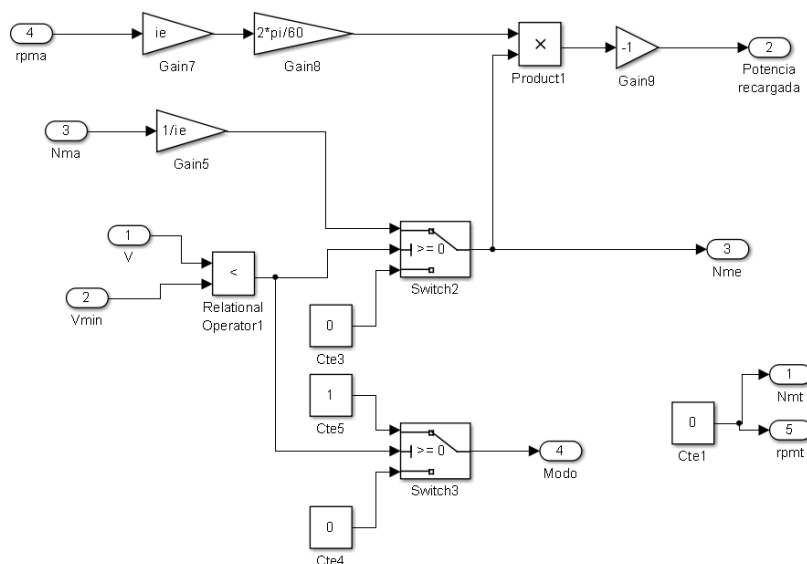 4
rpma
ie
Gain7
2*pi/60
Gain8
×
Product1
-1
Gain9
2
Potencia
recargada
3
Nma
1/ie
Gain5
1
V
2
Vmin
<
Relational
Operator1
>= 0
Switch2
3
Nme
0
Cte3
1
Cte5
>= 0
Switch3
4
Modo
0
Cte4
0
Cte1
1
Nmt
5
rpmt